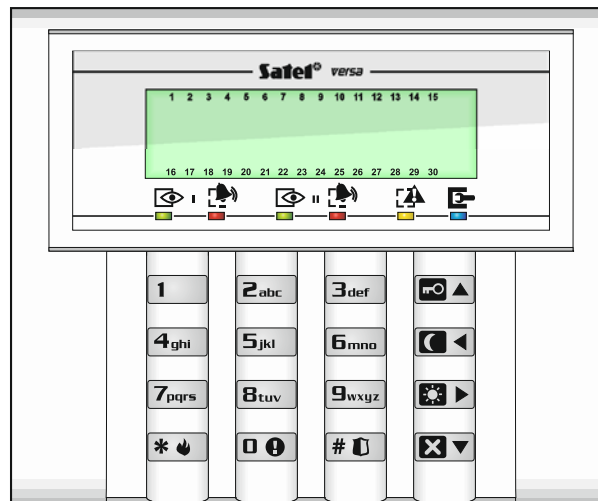 Satel versa
1 2 3 4 5 6 7 8 9 10 11 12 13 14 15
16 17 18 19 20 21 22 23 24 25 26 27 28 29 30
I II
1 2abc 3def
4ghi 5jkl 6mno
7pqrs 8tuv 9wxyz
* 0 #